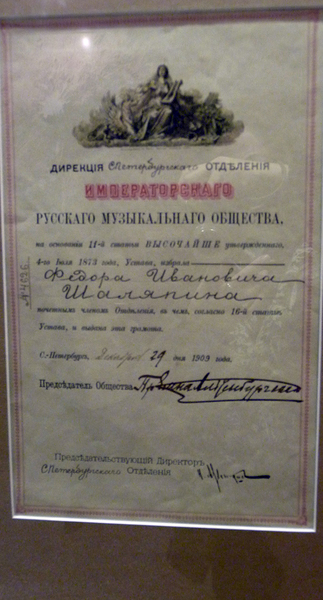 ДИРЕКЦІЯ С.Петербургскаго ОТДѢЛЕНІЯ
ИМПЕРАТОРСКАГО
РУССКАГО МУЗЫКАЛЬНАГО ОБЩЕСТВА,
на основаніи 11-й статьи ВЫСОЧАЙШЕ утвержденнаго,
4-го Іюля 1873 года, Устава, избрала
Федора Ивановича
Шаляпина
почетнымъ членомъ Отдѣленія, въ чемъ, согласно 16-й статьѣ
Устава, и выдана эта грамота.
С.-Петербургъ, Декабря 29 дня 1909 года.
Предсѣдатель Общества
Предсѣдательствующій Директоръ
С.Петербургскаго Отдѣленія